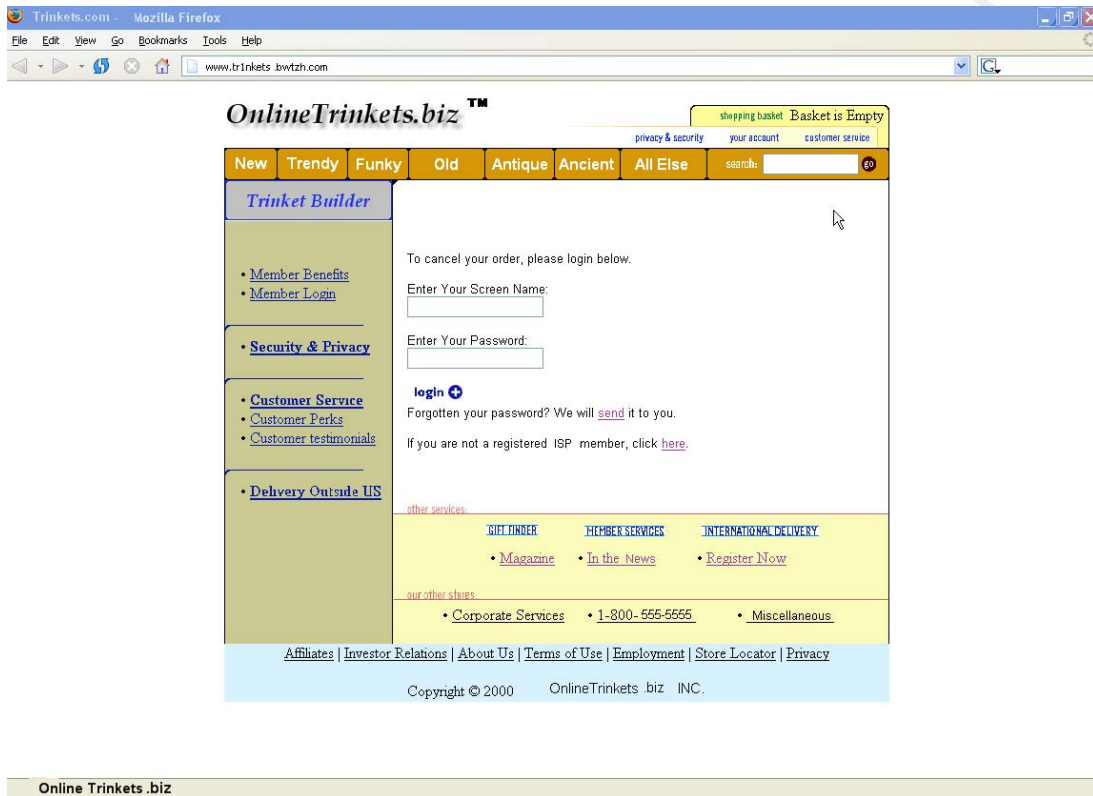 Trinkets.com - Mozilla Firefox
File Edit View Go Bookmarks Tools Help
www.tr1nkets .bwtzh.com
G
OnlineTrinkets.biz ™
shopping basket Basket is Empty
privacy & security your account customer service
New Trendy Funky Old Antique Ancient All Else search: go
Trinket Builder
To cancel your order, please login below.
• Member Benefits
• Member Login
Enter Your Screen Name:
• Security & Privacy
Enter Your Password:
login
• Customer Service
• Customer Perks
• Customer testimonials
Forgotten your password? We will send it to you.
If you are not a registered ISP member, click here.
• Delivery Outside US
other services:
GIFT FINDER MEMBER SERVICES INTERNATIONAL DELIVERY
• Magazine • In the News • Register Now
our other stores:
• Corporate Services • 1-800-555-5555 • Miscellaneous
Affiliates | Investor Relations | About Us | Terms of Use | Employment | Store Locator | Privacy
Copyright © 2000 OnlineTrinkets .biz INC.
Online Trinkets .biz